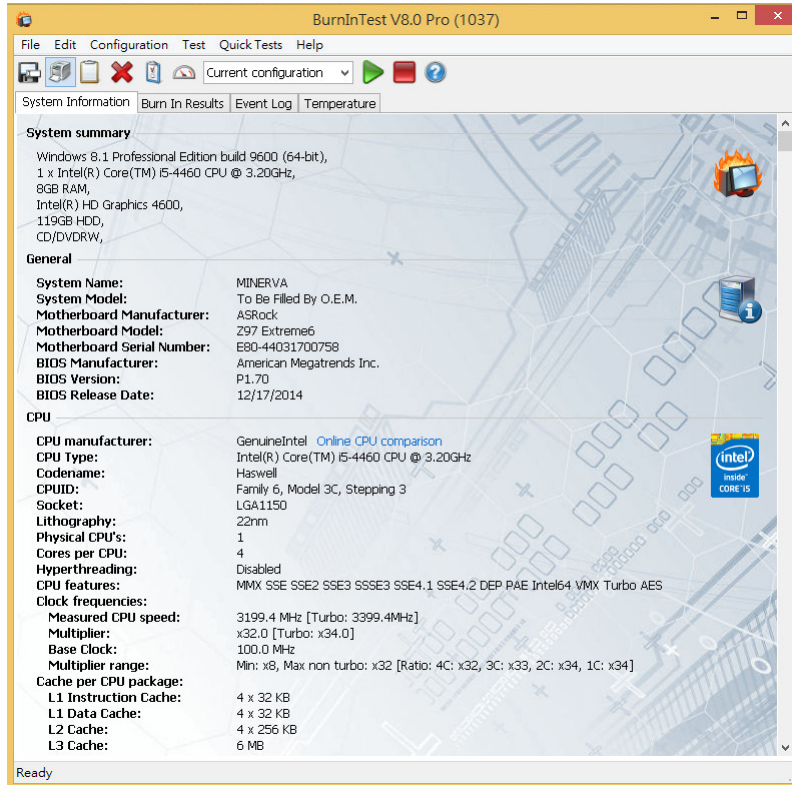 BurnInTest V8.0 Pro (1037)
File Edit Configuration Test Quick Tests Help
Current configuration
System Information Burn In Results Event Log Temperature
System summary
Windows 8.1 Professional Edition build 9600 (64-bit),
1 x Intel(R) Core(TM) i5-4460 CPU @ 3.20GHz,
8GB RAM,
Intel(R) HD Graphics 4600,
119GB HDD,
CD/DVDRW,
General
System Name: MINERVA
System Model: To Be Filled By O.E.M.
Motherboard Manufacturer: ASRock
Motherboard Model: Z97 Extreme6
Motherboard Serial Number: E80-44031700758
BIOS Manufacturer: American Megatrends Inc.
BIOS Version: P1.70
BIOS Release Date: 12/17/2014
CPU
CPU manufacturer: GenuineIntel Online CPU comparison
CPU Type: Intel(R) Core(TM) i5-4460 CPU @ 3.20GHz
Codename: Haswell
CPUID: Family 6, Model 3C, Stepping 3
Socket: LGA1150
Lithography: 22nm
Physical CPU's: 1
Cores per CPU: 4
Hyperthreading: Disabled
CPU features: MMX SSE SSE2 SSE3 SSSE3 SSE4.1 SSE4.2 DEP PAE Intel64 VMX Turbo AES
Clock frequencies:
Measured CPU speed: 3199.4 MHz [Turbo: 3399.4MHz]
Multiplier: x32.0 [Turbo: x34.0]
Base Clock: 100.0 MHz
Multiplier range: Min: x8, Max non turbo: x32 [Ratio: 4C: x32, 3C: x33, 2C: x34, 1C: x34]
Cache per CPU package:
L1 Instruction Cache: 4 x 32 KB
L1 Data Cache: 4 x 32 KB
L2 Cache: 4 x 256 KB
L3 Cache: 6 MB
intel
inside
CORE i5
Ready